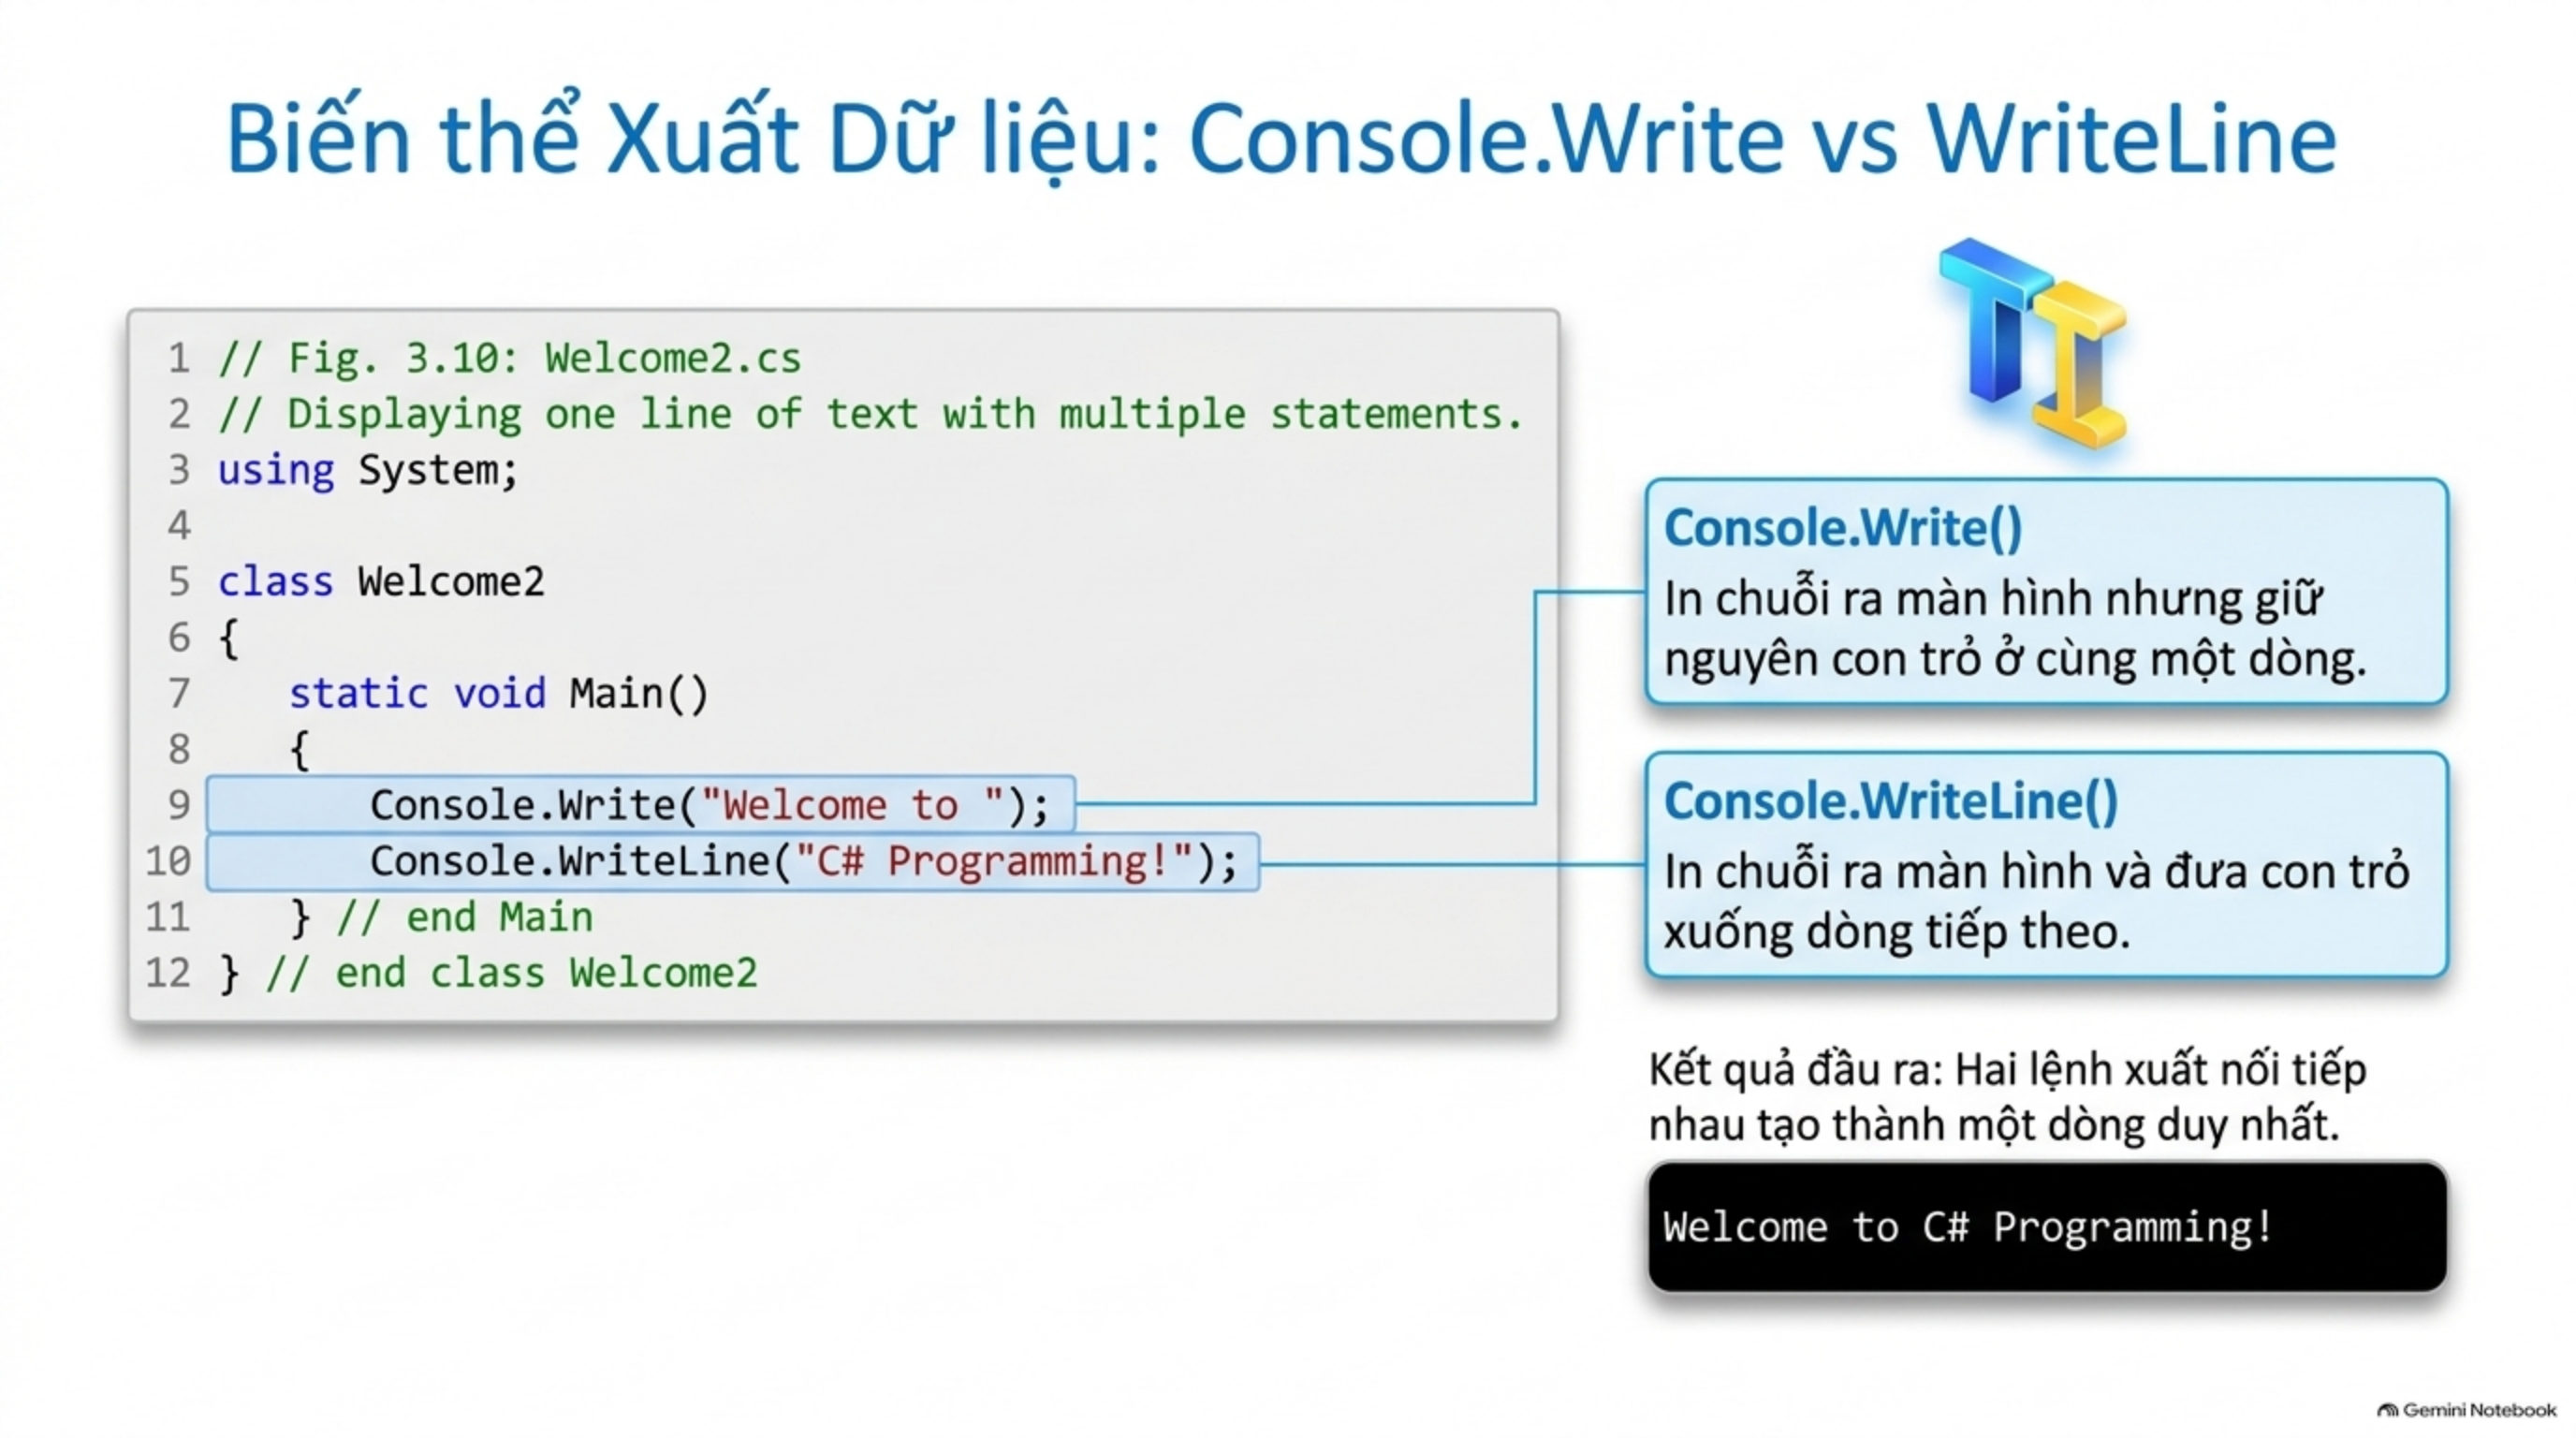 Biến thể Xuất Dữ liệu: Console.Write vs WriteLine
1 // Fig. 3.10: Welcome2.cs
2 // Displaying one line of text with multiple statements.
3 using System;
4
5 class Welcome2
6 {
7    static void Main()
8    {
9       Console.Write("Welcome to ");
10       Console.WriteLine("C# Programming!");
11    } // end Main
12 } // end class Welcome2
TI
Console.Write()
In chuỗi ra màn hình nhưng giữ
nguyên con trỏ ở cùng một dòng.
Console.WriteLine()
In chuỗi ra màn hình và đưa con trỏ
xuống dòng tiếp theo.
Kết quả đầu ra: Hai lệnh xuất nối tiếp
nhau tạo thành một dòng duy nhất.
Welcome to C# Programming!
Gemini Notebook